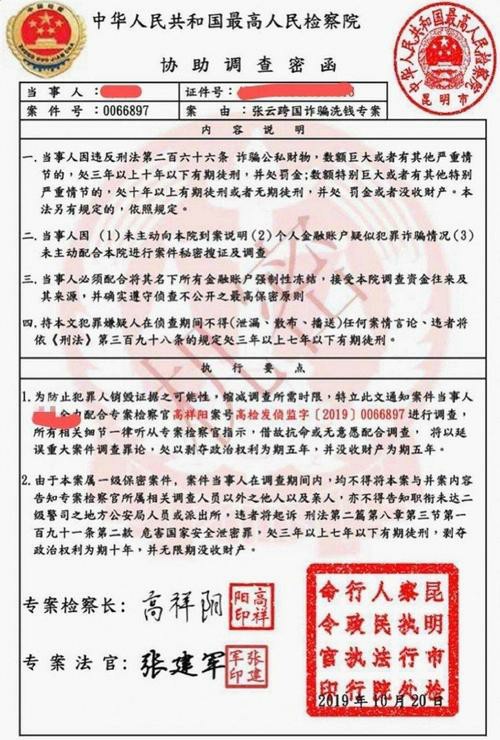 中华人民共和国最高人民检察院
协助调查密函
中华人民共和国最高人民检察院
昆明市
当事人：
证件号：
案件号：0066897
案由：张云跨国诈骗洗钱专案
内容说明
一.当事人因违反刑法第二百六十六条 诈骗公私财物，数额巨大或者有其他严重情
节的，处三年以上十年以下有期徒刑，并处罚金；数额特别巨大或者有其他特别
严重情节的，处十年以上有期徒刑或者无期徒刑，并处 罚金或者没收财产。本
法另有规定的，依照规定。
二.当事人因 (1)未主动向本院到案说明(2)个人金融账户疑似犯罪诈骗情况(3)
未主动配合本院进行案件秘密搜证及调查
三.当事人必须配合将其名下所有金融账户强制性冻结，接受本院调查资金往来及
其来源，并确实遵守侦查不公开之最高保密原则
四.持本文犯罪嫌疑人在侦查期间不得(泄漏、散布、播送)任何案情言论、违者将
依《刑法》第三百九十八条的规定处三年以上七年以下有期徒刑。
机密
执行要点
1.为防止犯罪人销毁证据之可能性，缩减调查所需时限，特立此文通知案件当事人
全力配合专案检察官高祥阳案号高检发侦监字〔2019〕0066897进行调查，
所有相关细节一律听从专案检察官指示，借故抗命或无意愿配合调查， 将以延
误重大案件罪论，处以剥夺政治权利为期五年，并没收财产为期五年。
2.由于本案属一级保密案件，案件当事人在调查期间内，均不得将本案与并案内容
告知专案检察官所属相关调查人员以外之他人以及亲人，亦不得告知职衔未达二
级警司之地方公安局人员或派出所，违者将起诉 刑法第二篇第八章第三节第一
百九十一条第二款 危害国家安全泄密罪，处三年以上七年以下有期徒刑，剥夺
政治权利为期十年，并无限期没收财产。
专案检察长：高祥阳
高祥阳印
专案法官：张建军
张建军印
昆明市检
察执行处
人民法院
行政执行
命令官印
2019年10月20日